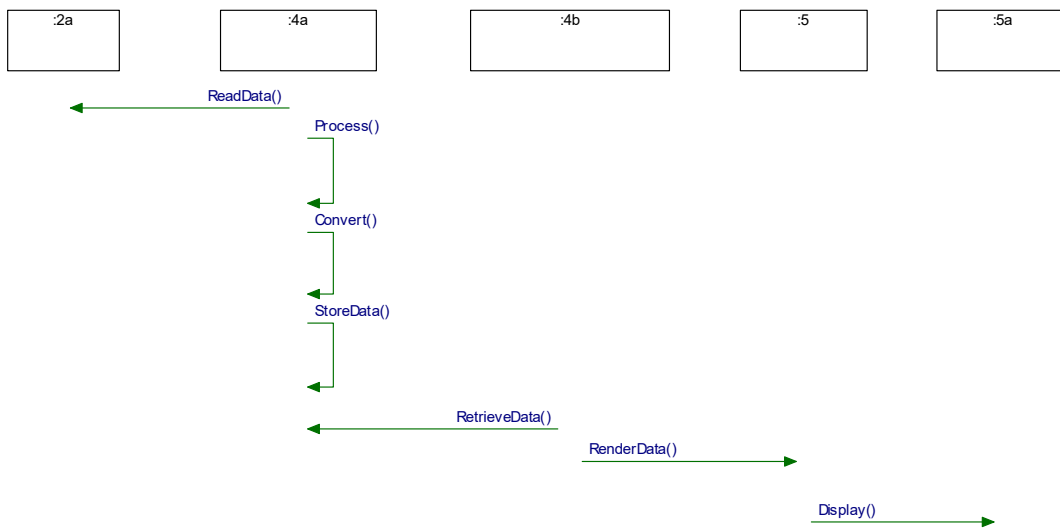 :2a
:4a
:4b
:5
:5a
ReadData()
Process()
Convert()
StoreData()
RetrieveData()
RenderData()
Display()